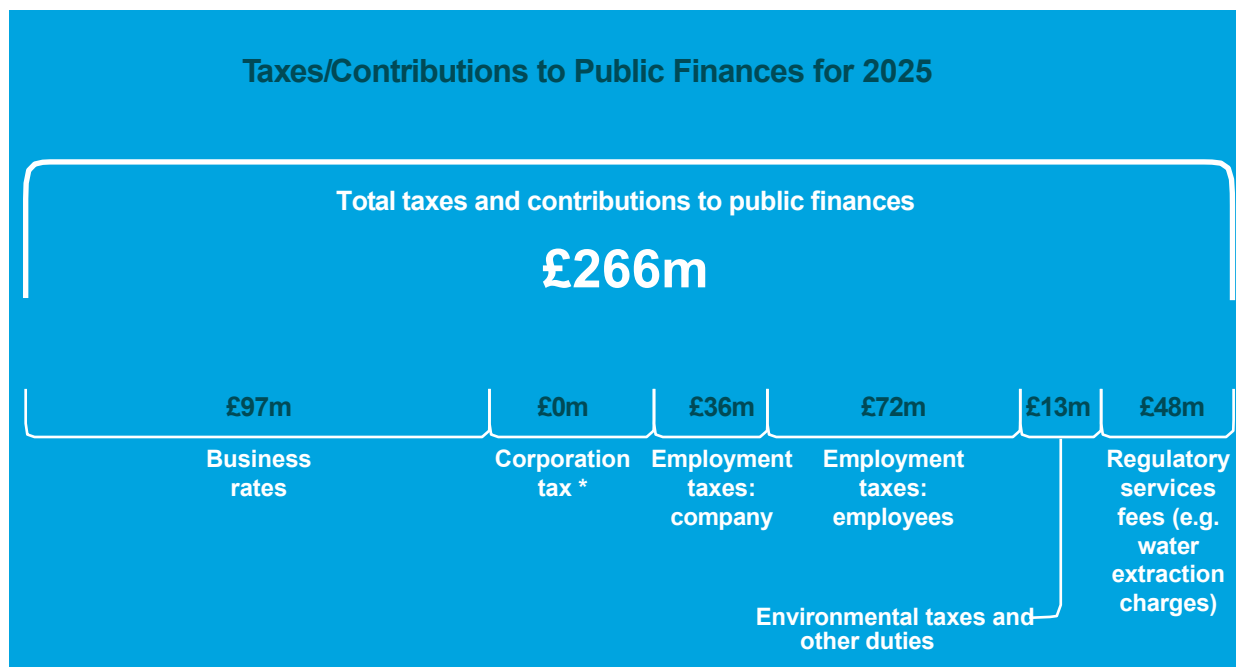 Taxes/Contributions to Public Finances for 2025
Total taxes and contributions to public finances
£266m
£97m
£0m
£36m
£72m
£13m
£48m
Business
rates
Corporation
tax *
Employment
taxes:
company
Employment
taxes:
employees
Regulatory
services
fees (e.g.
water
extraction
charges)
Environmental taxes and
other duties